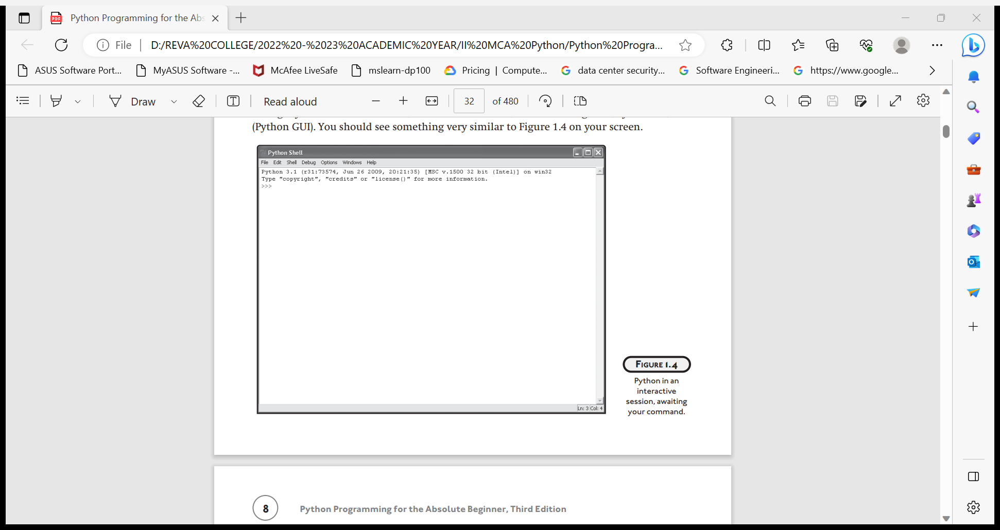 Python Programming for the Abs
File
D:/REVA%20COLLEGE/2022%20-%2023%20ACADEMIC%20YEAR/II%20MCA%20Python/Python%20Progra...
ASUS Software Port...
MyASUS Software -...
McAfee LiveSafe
mslearn-dp100
Pricing | Compute...
data center security...
Software Engineeri...
https://www.google...
Draw
Read aloud
32
of 480
(Python GUI). You should see something very similar to Figure 1.4 on your screen.
Python Shell
File Edit Shell Debug Options Windows Help
Python 3.1 (r31:73574, Jun 26 2009, 20:21:35) [MSC v.1500 32 bit (Intel)] on win32
Type "copyright", "credits" or "license()" for more information.
>>>
Ln: 3 Col: 4
FIGURE 1.4
Python in an
interactive
session, awaiting
your command.
8
Python Programming for the Absolute Beginner, Third Edition